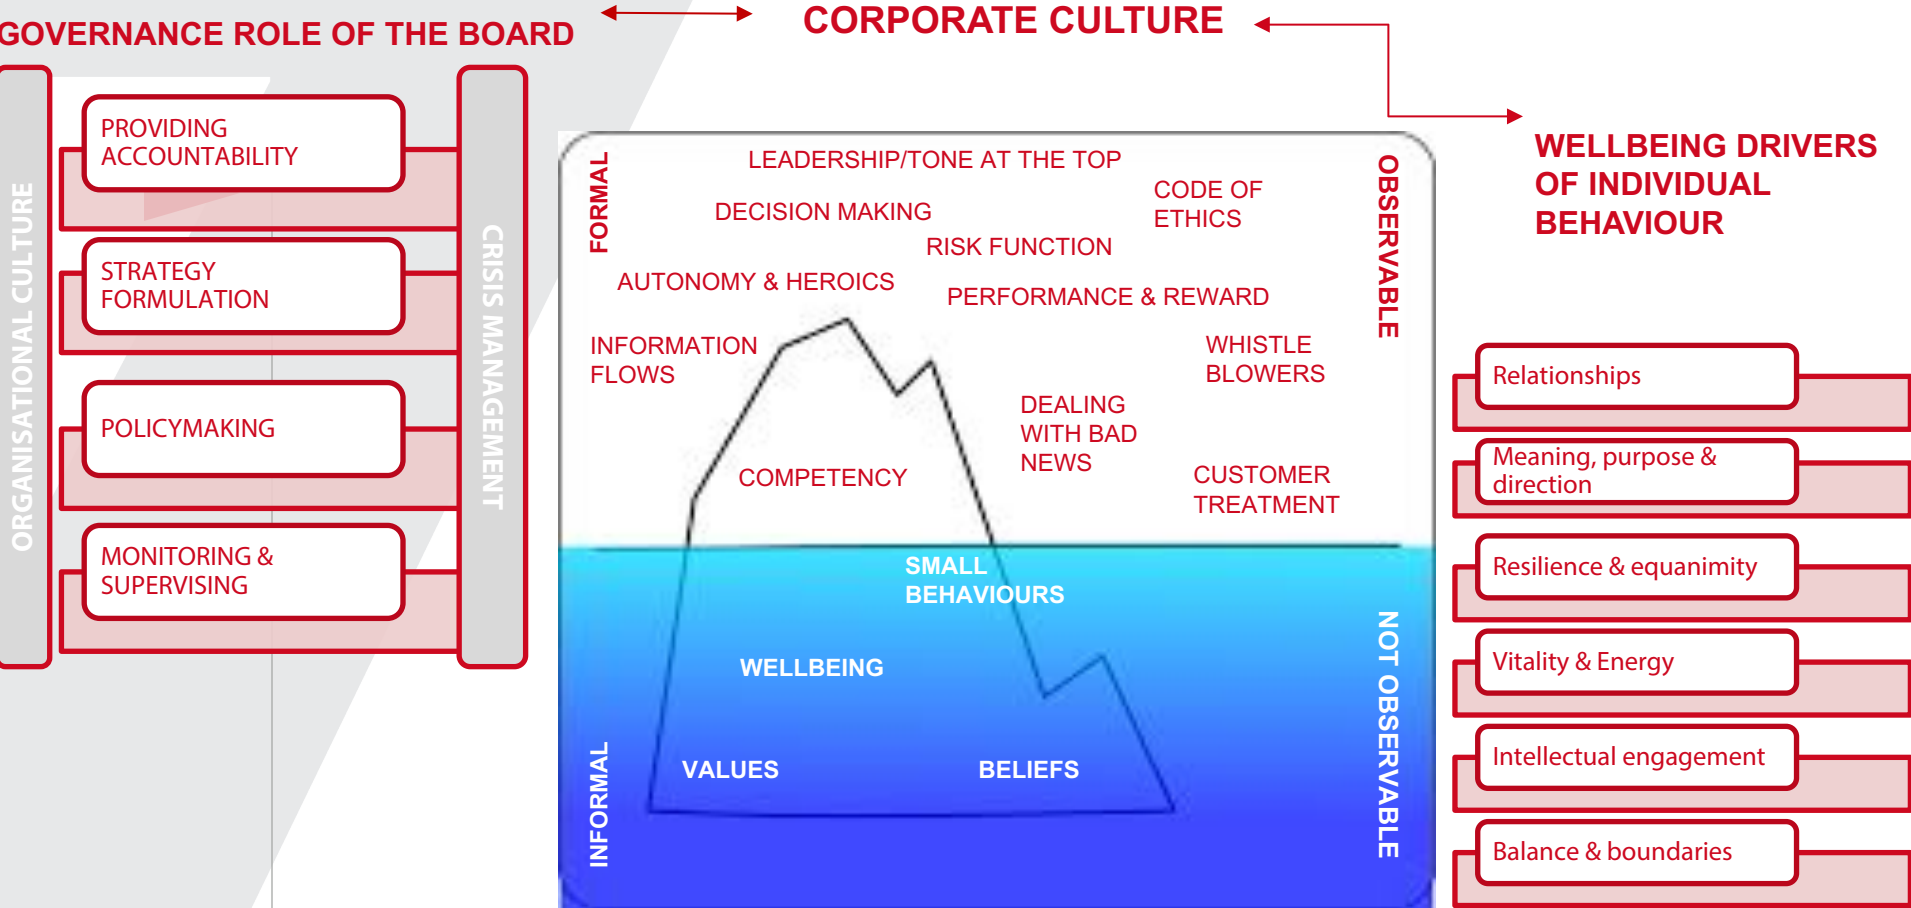 GOVERNANCE ROLE OF THE BOARD
ORGANISATIONAL CULTURE
PROVIDING
ACCOUNTABILITY
STRATEGY
FORMULATION
POLICYMAKING
MONITORING &
SUPERVISING
CRISIS MANAGEMENT
CORPORATE CULTURE
FORMAL
LEADERSHIP/TONE AT THE TOP
OBSERVABLE
CODE OF
ETHICS
DECISION MAKING
RISK FUNCTION
AUTONOMY & HEROICS
PERFORMANCE & REWARD
INFORMATION
FLOWS
WHISTLE
BLOWERS
DEALING
WITH BAD
NEWS
COMPETENCY
CUSTOMER
TREATMENT
SMALL
BEHAVIOURS
WELLBEING
NOT OBSERVABLE
INFORMAL
VALUES
BELIEFS
WELLBEING DRIVERS
OF INDIVIDUAL
BEHAVIOUR
Relationships
Meaning, purpose &
direction
Resilience & equanimity
Vitality & Energy
Intellectual engagement
Balance & boundaries